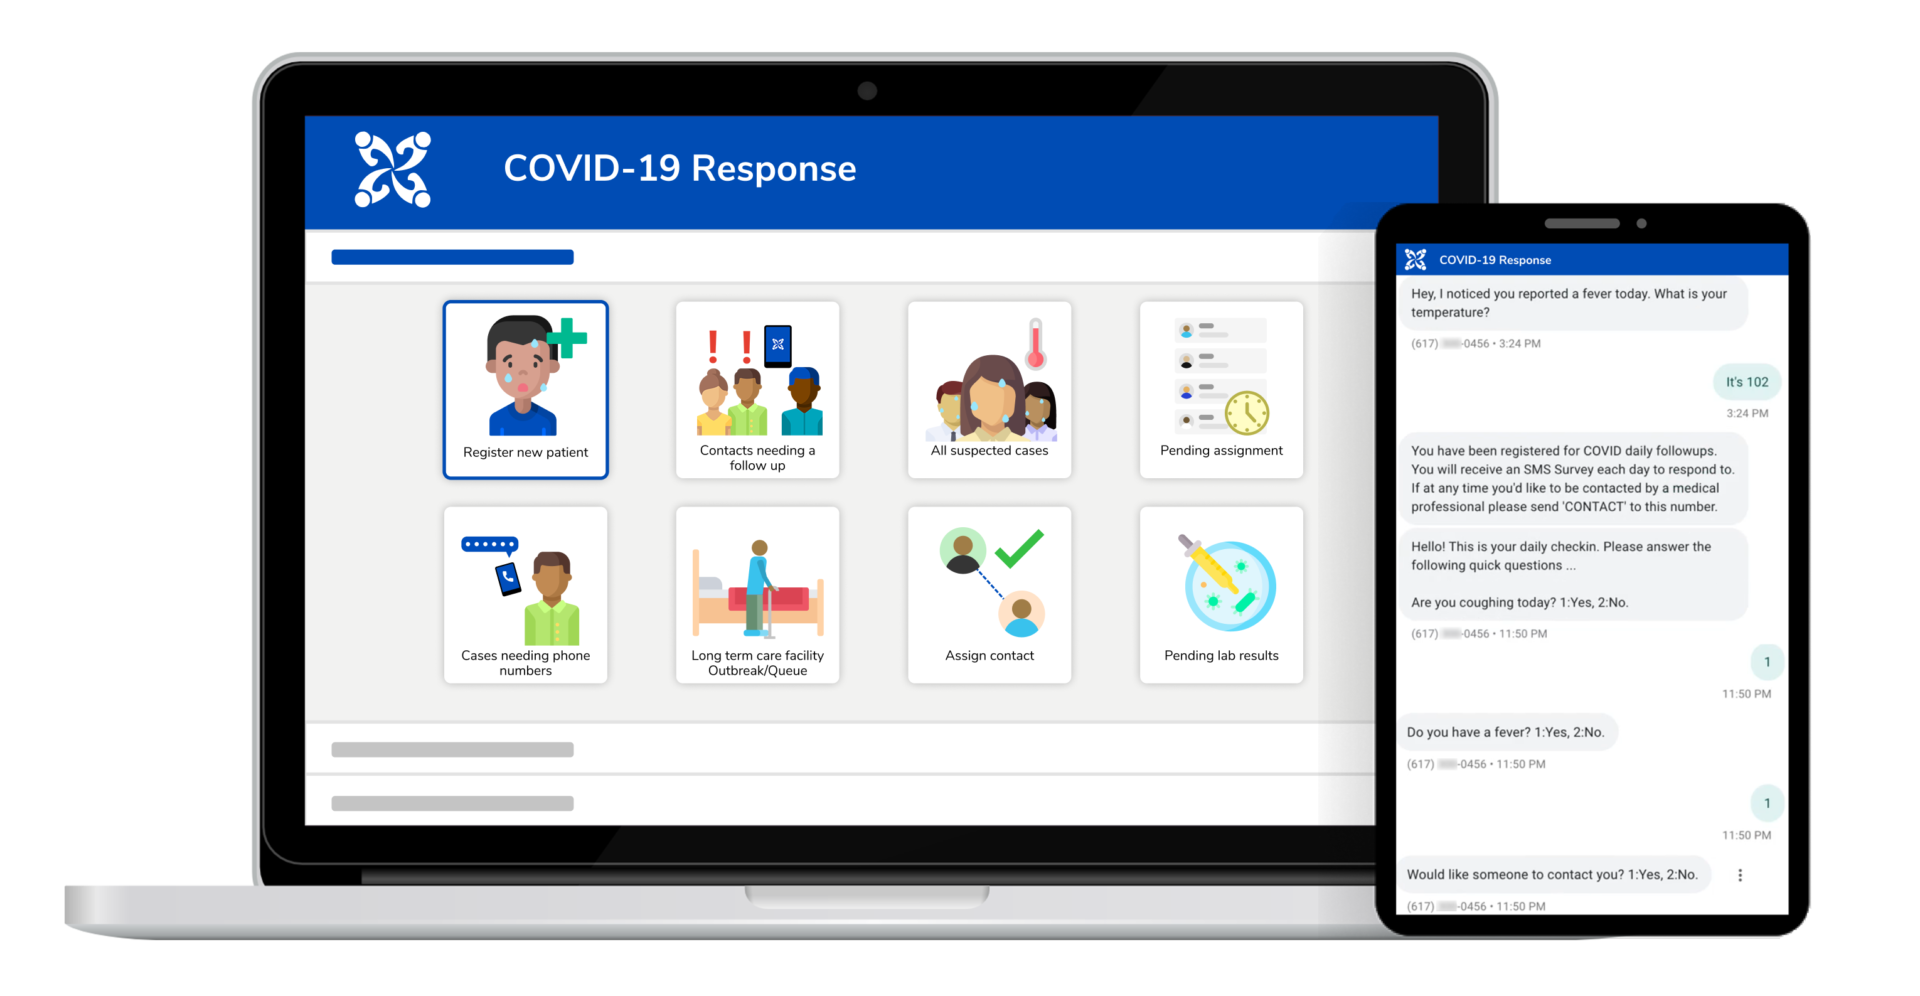 COVID-19 Response
Register new patient
Contacts needing a
follow up
All suspected cases
Pending assignment
Cases needing phone
numbers
Long term care facility
Outbreak/Queue
Assign contact
Pending lab results
COVID-19 Response
Hey, I noticed you reported a fever today. What is your
temperature?
(617) -0456 • 3:24 PM
It's 102
3:24 PM
You have been registered for COVID daily followups.
You will receive an SMS Survey each day to respond to.
If at any time you'd like to be contacted by a medical
professional please send 'CONTACT' to this number.
Hello! This is your daily checkin. Please answer the
following quick questions ...
Are you coughing today? 1:Yes, 2:No.
(617) -0456 • 11:50 PM
1
11:50 PM
Do you have a fever? 1:Yes, 2:No.
(617) -0456 • 11:50 PM
1
11:50 PM
Would like someone to contact you? 1:Yes, 2:No.
(617) -0456 • 11:50 PM